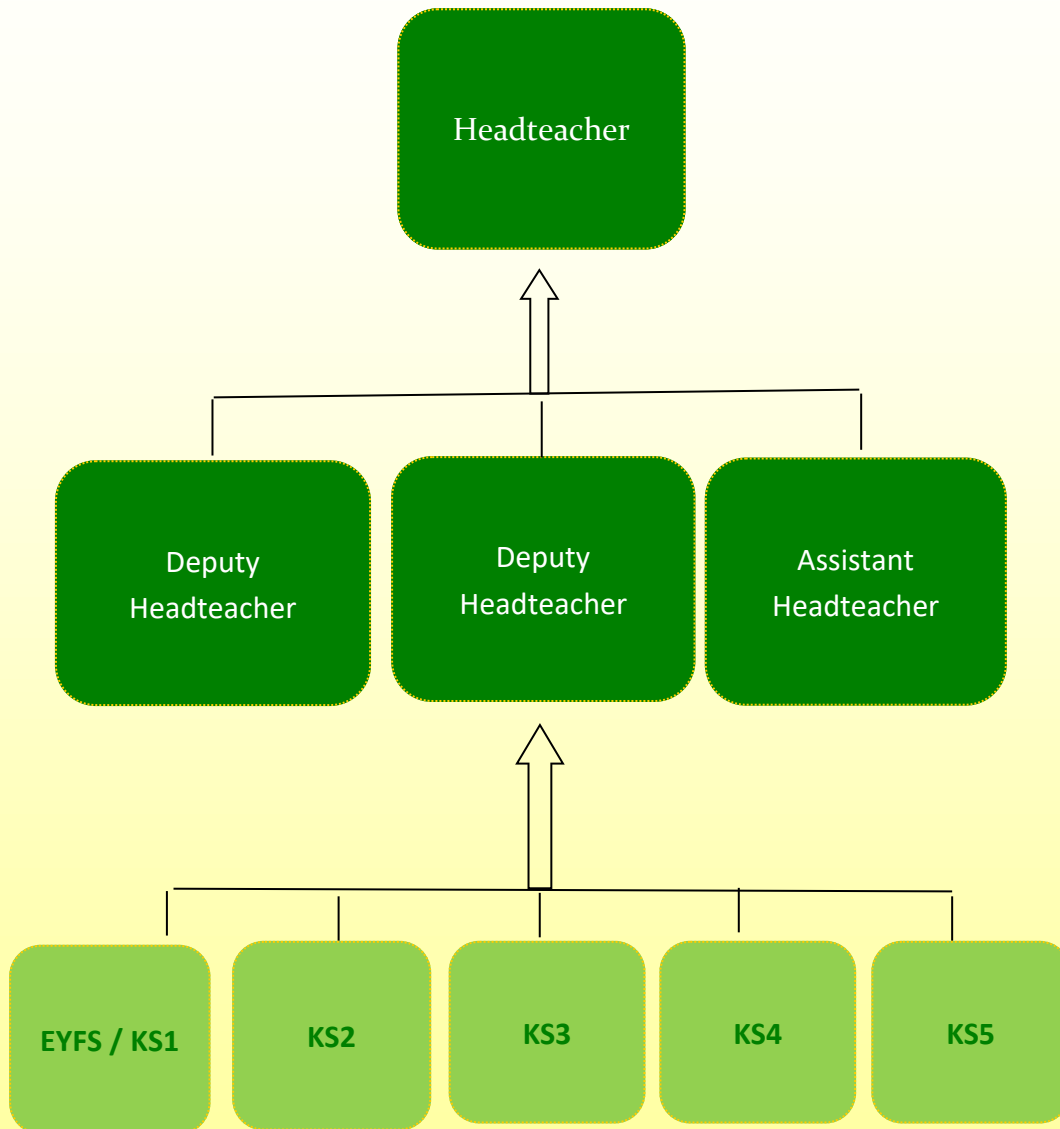 Headteacher
Deputy
Headteacher
Deputy
Headteacher
Assistant
Headteacher
EYFS / KS1
KS2
KS3
KS4
KS5